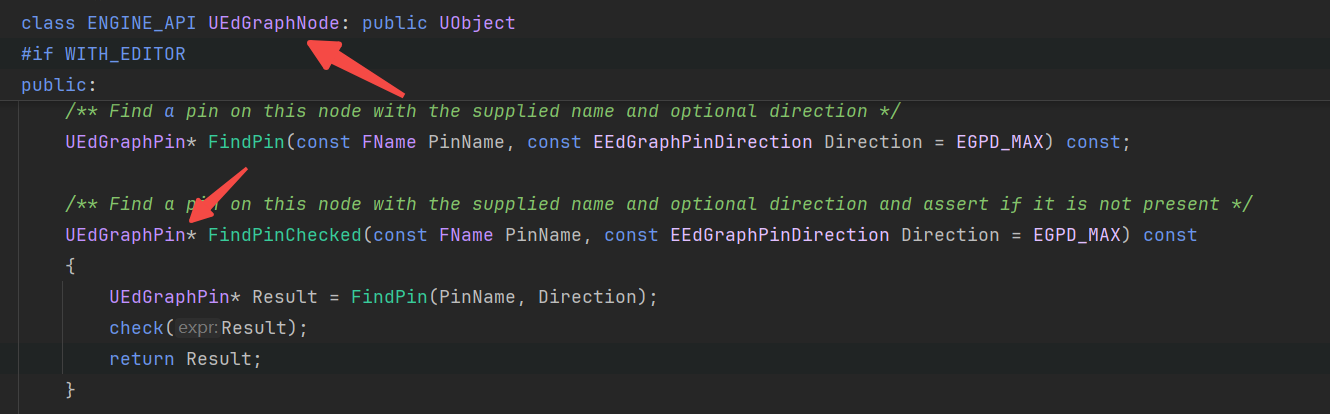 class ENGINE_API UEdGraphNode: public UObject
#if WITH_EDITOR
public:
/** Find a pin on this node with the supplied name and optional direction */
UEdGraphPin* FindPin(const FName PinName, const EEdGraphPinDirection Direction = EGPD_MAX) const;
/** Find a pin on this node with the supplied name and optional direction and assert if it is not present */
UEdGraphPin* FindPinChecked(const FName PinName, const EEdGraphPinDirection Direction = EGPD_MAX) const
{
UEdGraphPin* Result = FindPin(PinName, Direction);
check(expr:Result);
return Result;
}